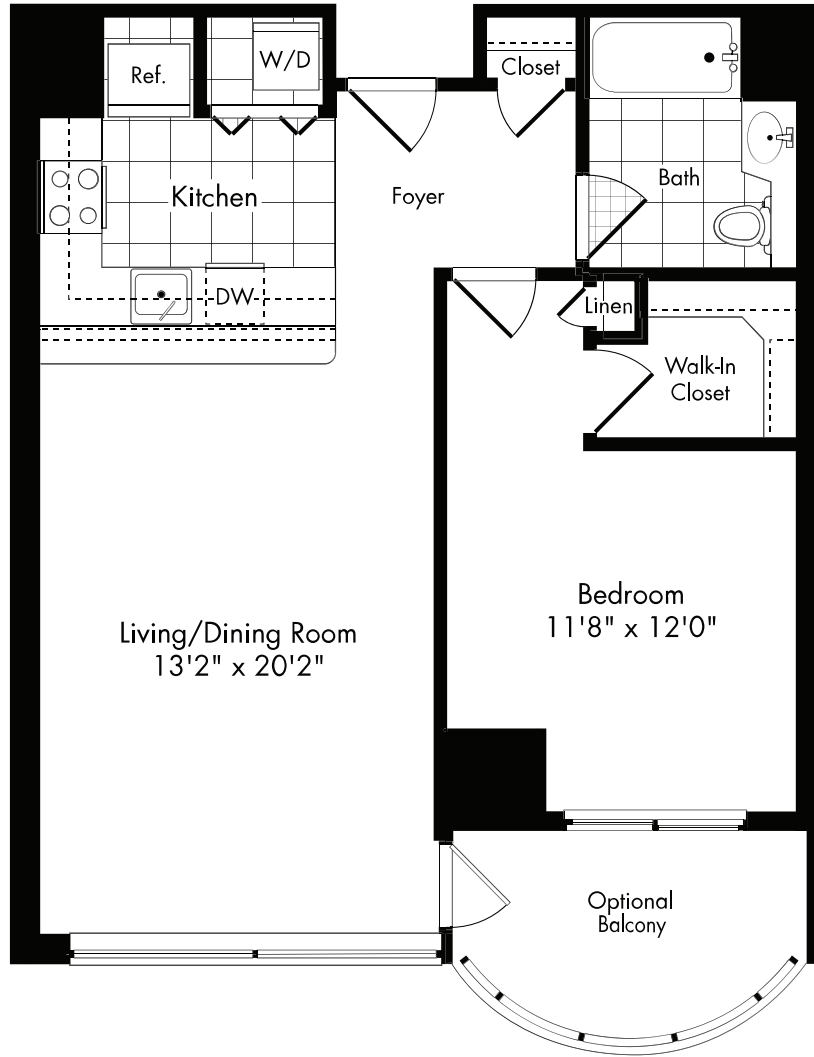 Ref.
W/D
Closet
Kitchen
Foyer
Bath
DW
Linen
Walk-In
Closet
Living/Dining Room
13'2" x 20'2"
Bedroom
11'8" x 12'0"
Optional
Balcony